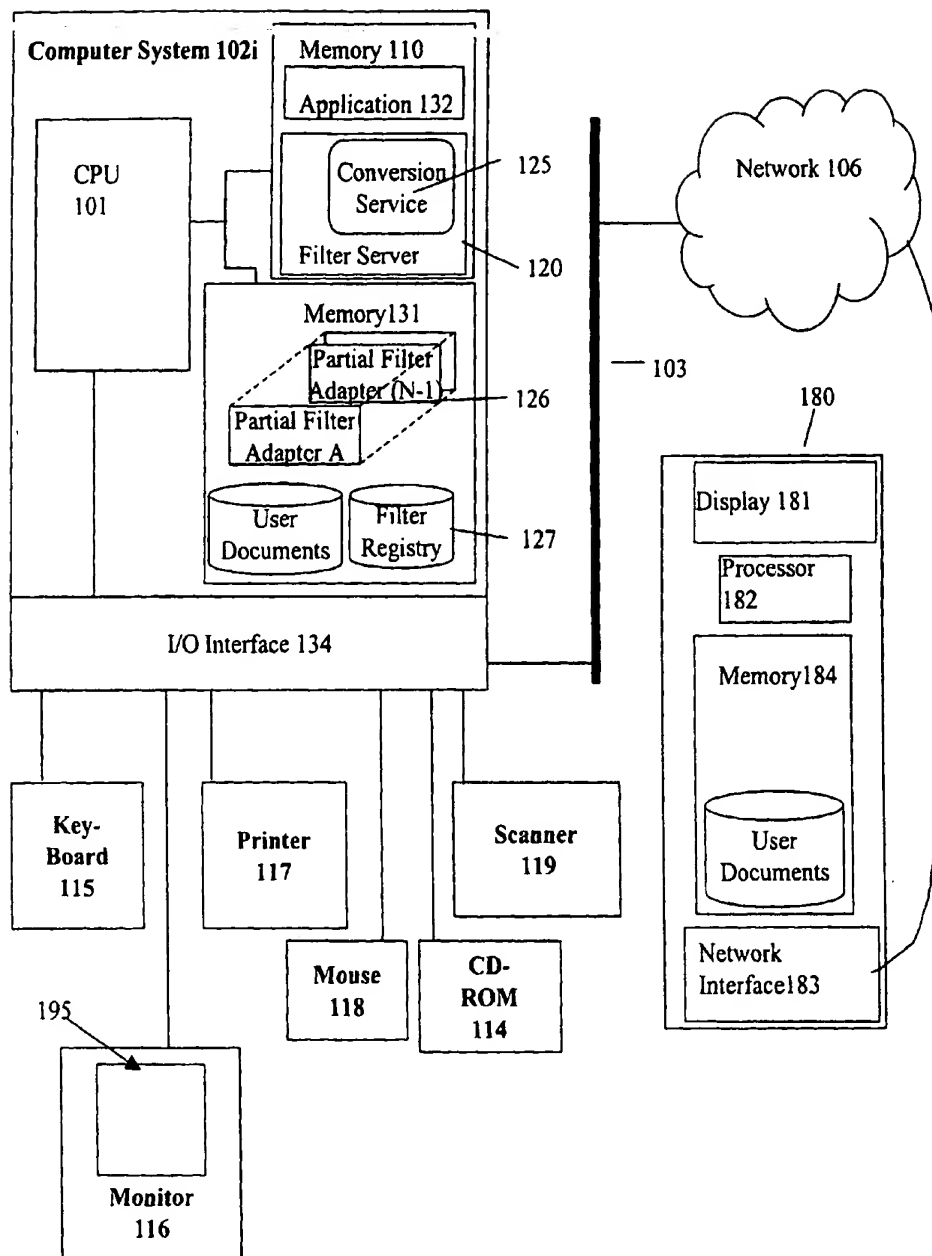 Computer System 102i
Memory 110
Application 132
CPU
101
Conversion
Service
125
Filter Server
120
Network 106
Memory131
Partial Filter
Adapter (N-1)
126
Partial Filter
Adapter A
103
180
User
Documents
Filter
Registry
127
Display 181
Processor
182
I/O Interface 134
Memory184
User
Documents
Key-
Board
115
Printer
117
Scanner
119
Mouse
118
CD-
ROM
114
Network
Interface183
195
Monitor
116